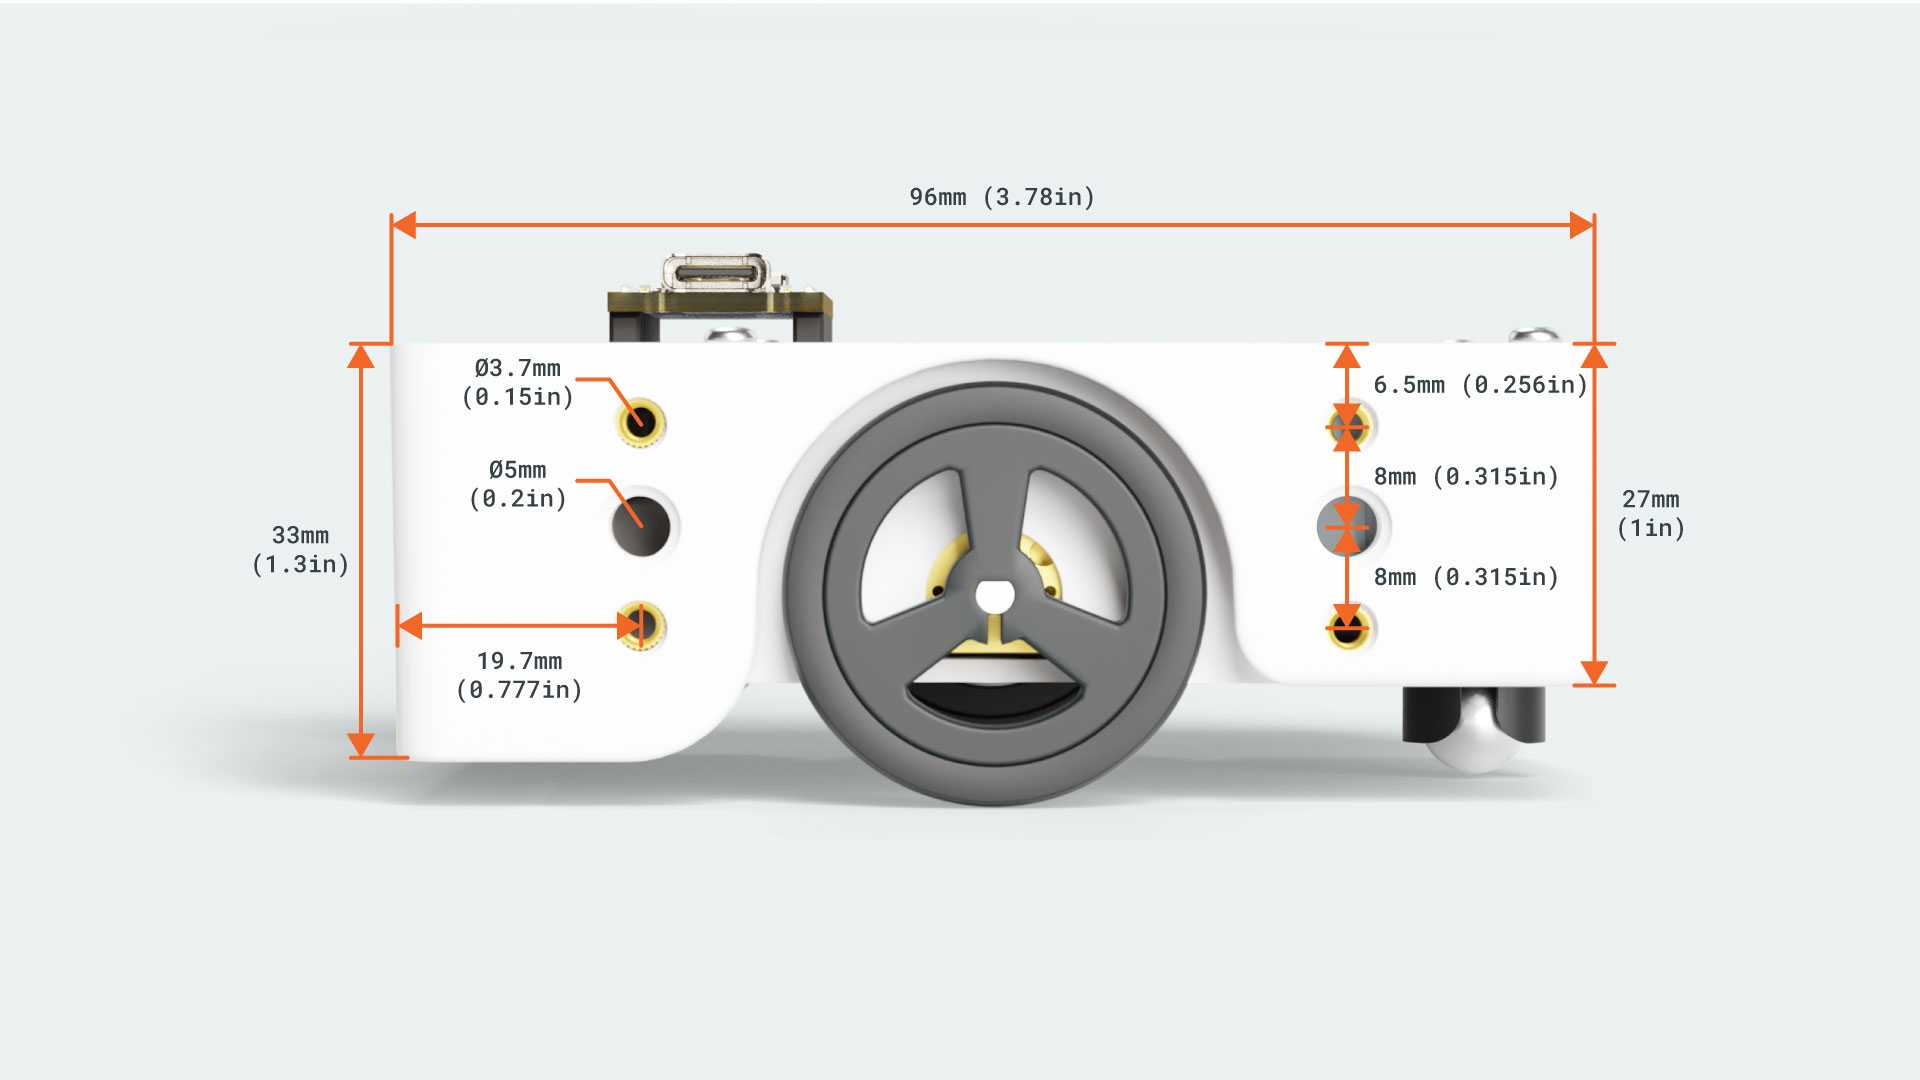 96mm (3.78in)
Ø3.7mm
(0.15in)
6.5mm (0.256in)
Ø5mm
(0.2in)
8mm (0.315in)
27mm
(1in)
33mm
(1.3in)
8mm (0.315in)
19.7mm
(0.777in)